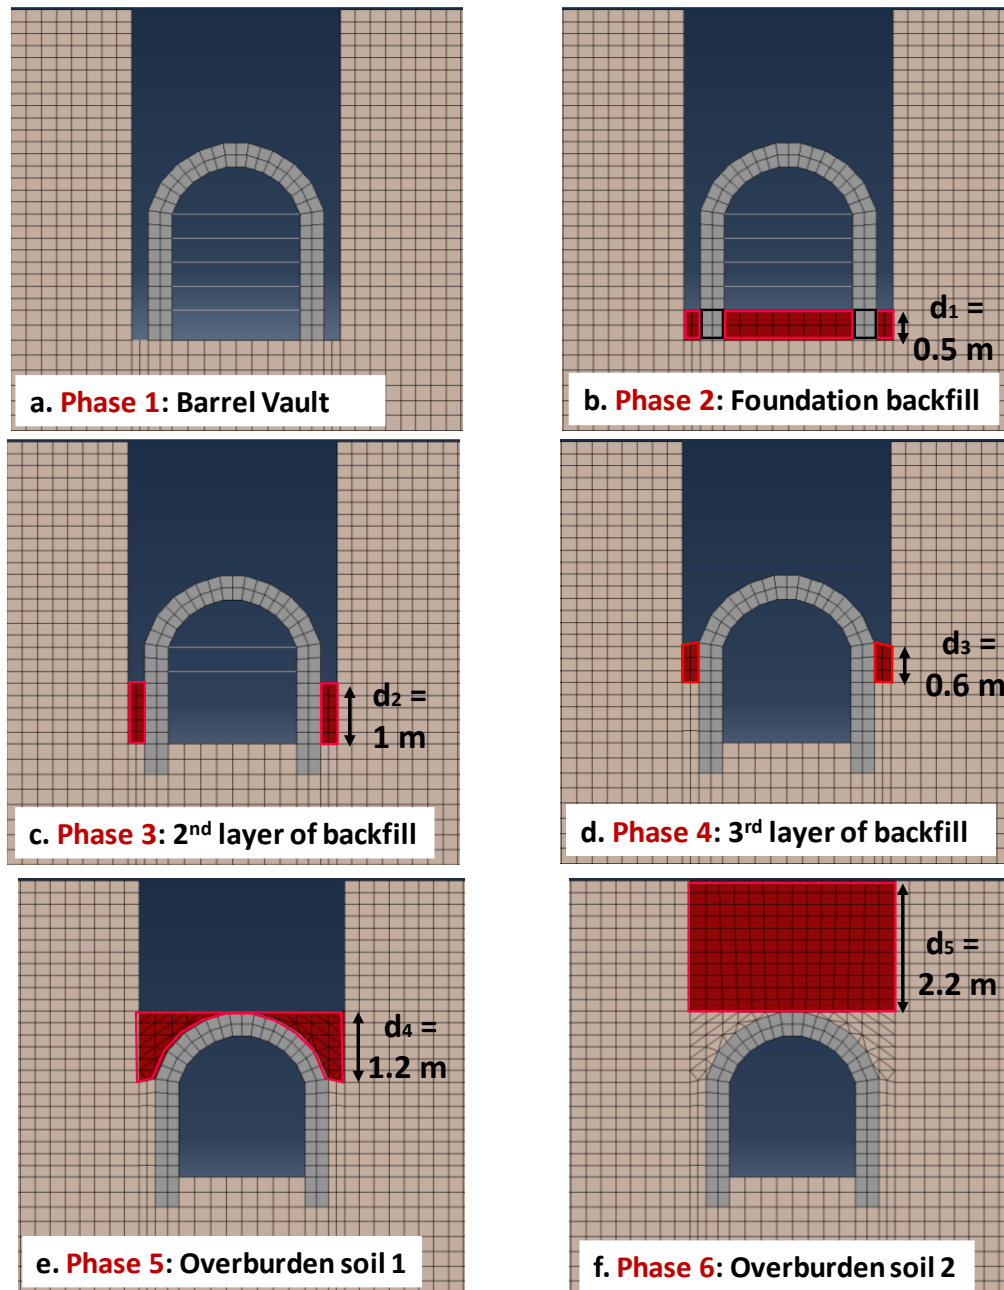 a. Phase 1: Barrel Vault
d₁ =
0.5 m
b. Phase 2: Foundation backfill
d₂ =
1 m
c. Phase 3: 2ⁿᵈ layer of backfill
d₃ =
0.6 m
d. Phase 4: 3ʳᵈ layer of backfill
d₄ =
1.2 m
e. Phase 5: Overburden soil 1
d₅ =
2.2 m
f. Phase 6: Overburden soil 2